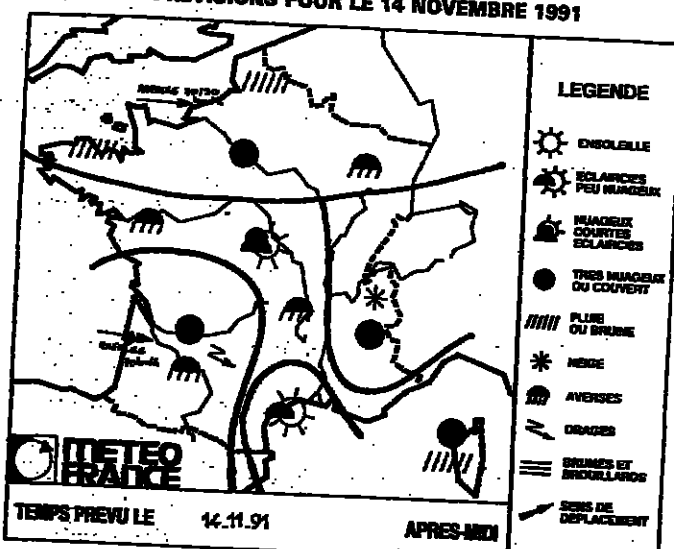 PREVISIONS POUR LE 14 NOVEMBRE 1991
LEGENDE
ENSOLEILLE
ECLAIRCIES
PEU NUAGEUX
NUAGEUX
COURTES
ECLAIRCIES
TRES NUAGEUX
OU COUVERT
PLUIE
OU BRUINE
NEIGE
AVERSES
ORAGES
BRUMES ET
BROUILLARDS
SENS DE
DEPLACEMENT
METEO
FRANCE
TEMPS PREVU LE 14.11.91 APRES-MIDI